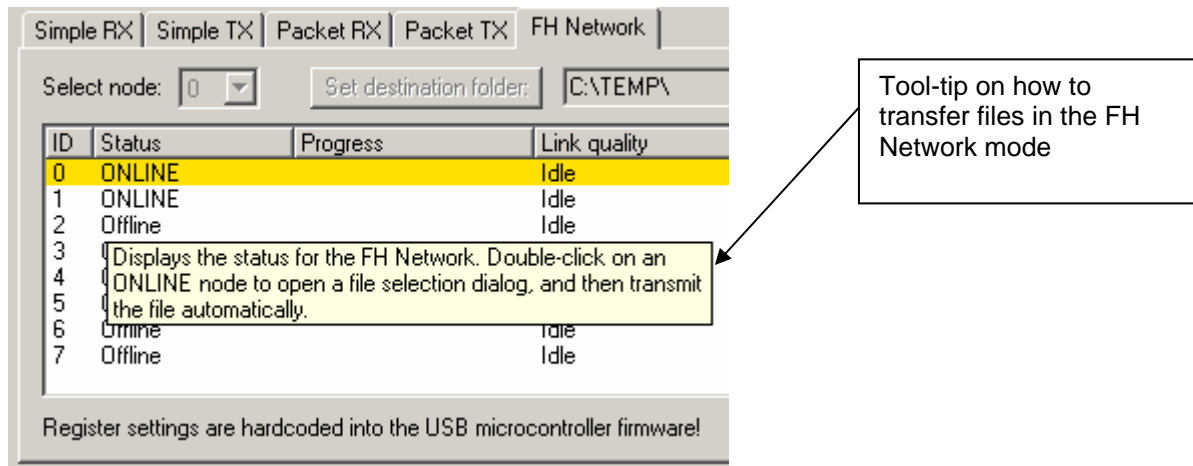 Simple RX Simple TX Packet RX Packet TX FH Network
Select node: 0 Set destination folder: C:\TEMP\
ID Status Progress Link quality
0 ONLINE Idle
1 ONLINE Idle
2 Offline Idle
3
4
5
6 Offline Idle
7 Offline Idle
Displays the status for the FH Network. Double-click on an
ONLINE node to open a file selection dialog, and then transmit
the file automatically.
Register settings are hardcoded into the USB microcontroller firmware!
Tool-tip on how to
transfer files in the FH
Network mode